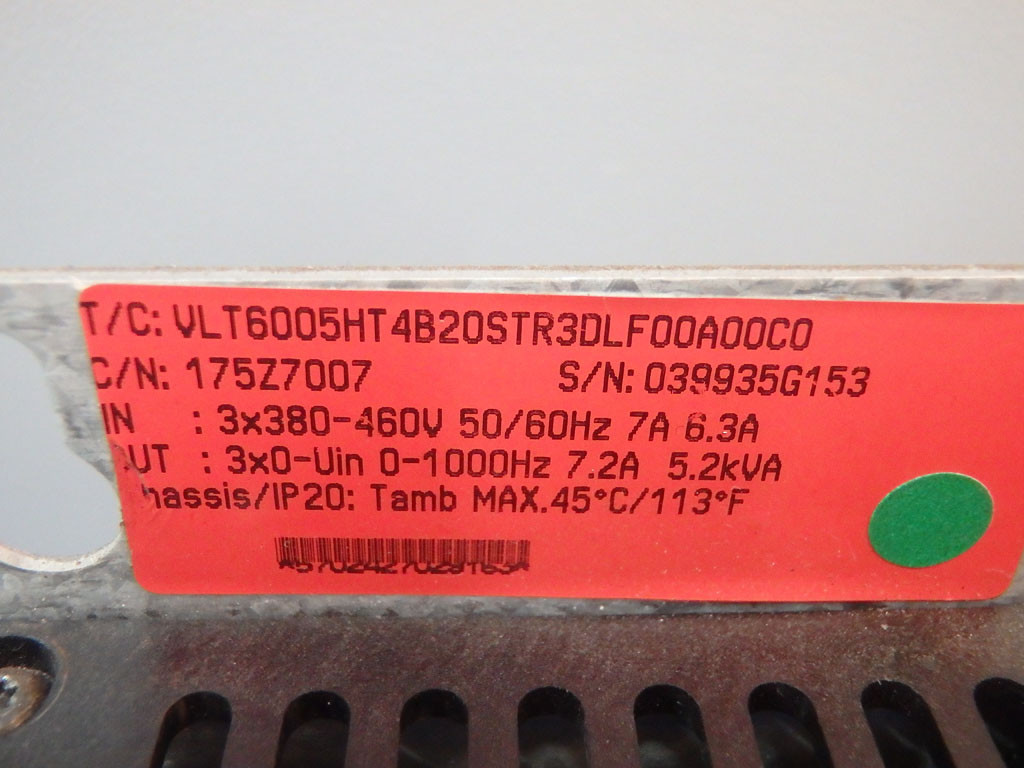 T/C: VLT6005HT4B20STR3DLF00A00C0
C/N: 175Z7007 S/N: 039935G153
IN : 3x380-460V 50/60Hz 7A 6.3A
OUT : 3x0-Uin 0-1000Hz 7.2A 5.2kVA
hassis/IP20: Tamb MAX.45°C/113°F